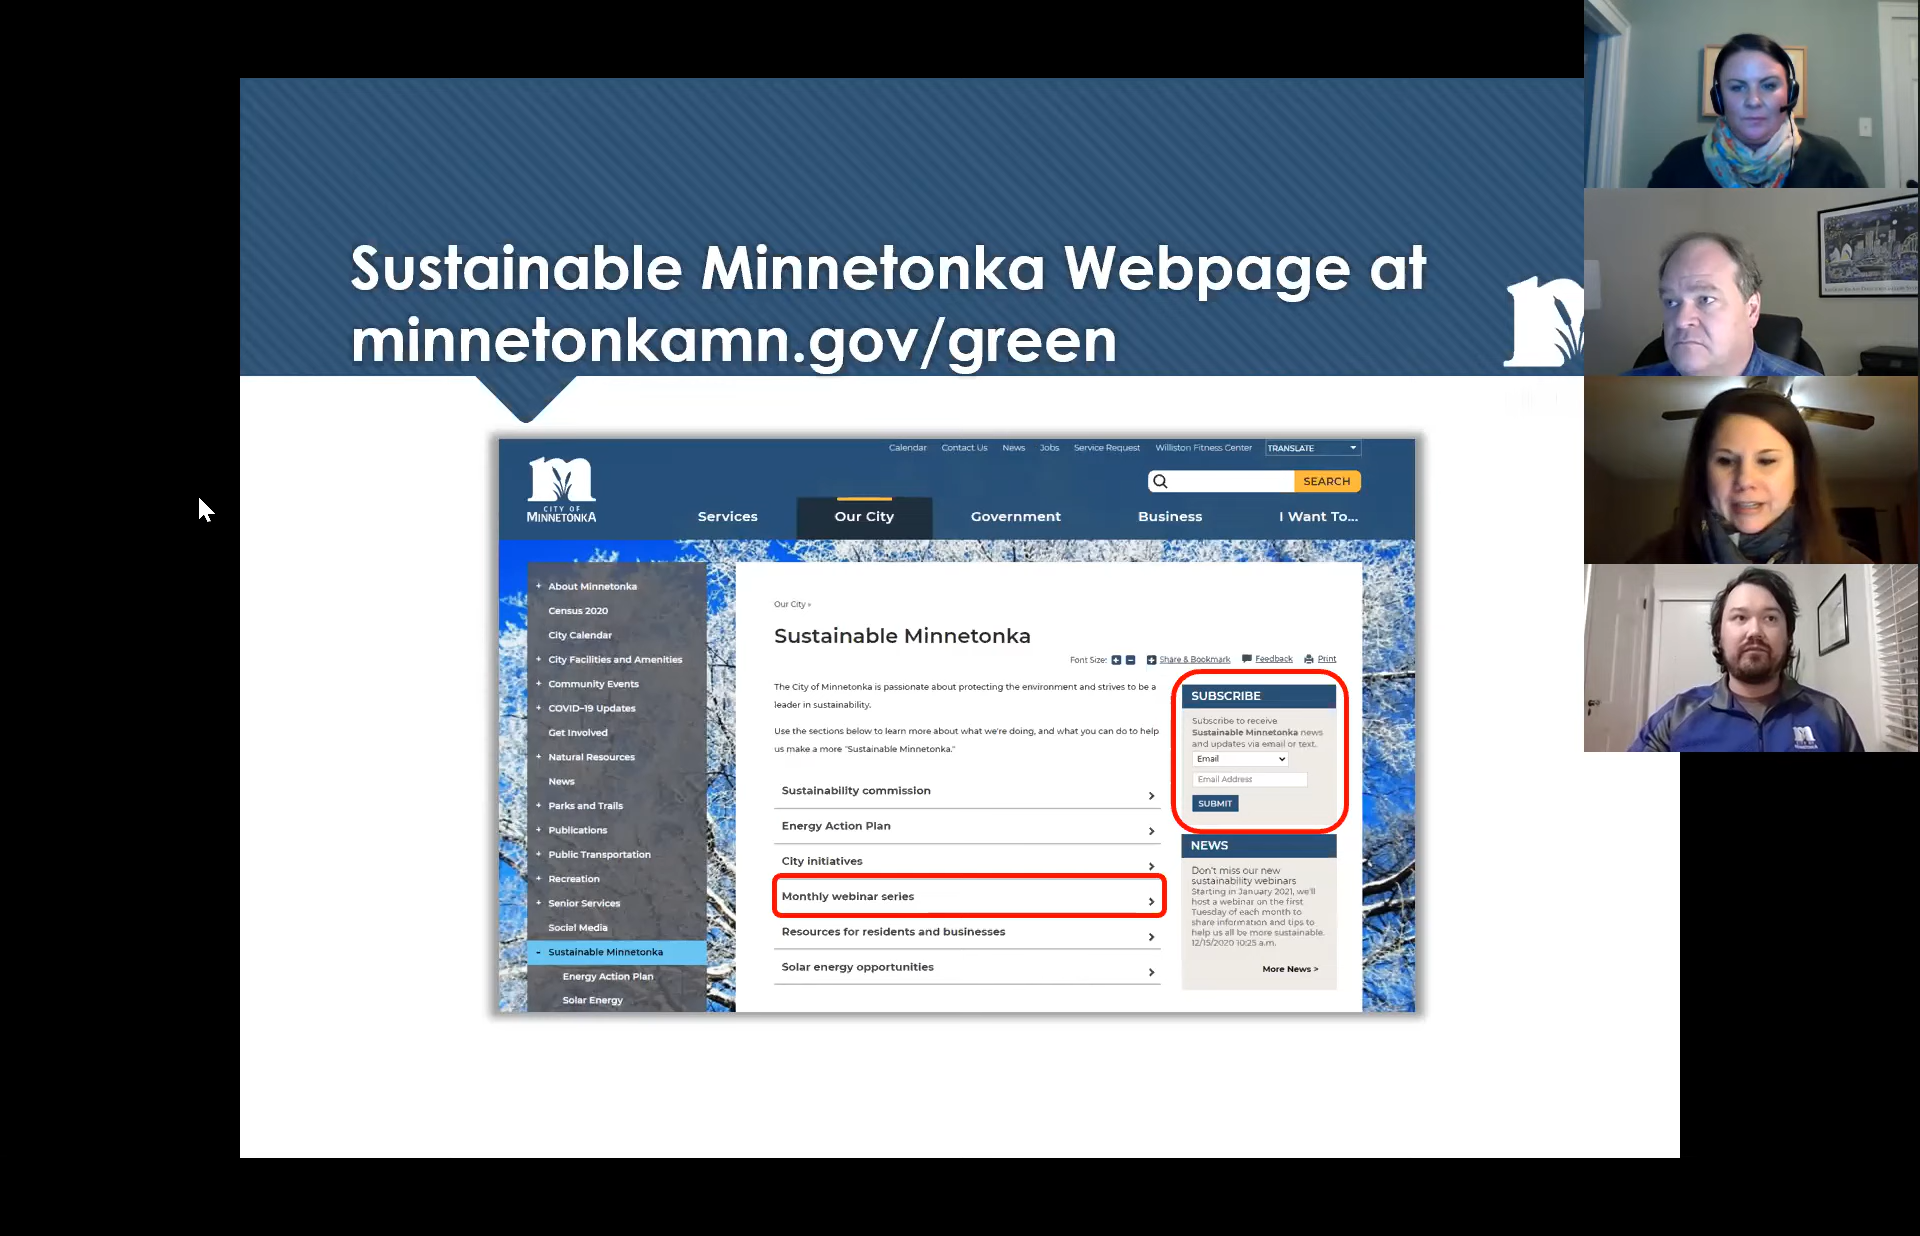 Sustainable Minnetonka Webpage at
minnetonkamn.gov/green
Calendar Contact Us News Jobs Service Request Williston Fitness Center TRANSLATE
SEARCH
CITY OF
MINNETONKA
Services Our City Government Business I Want To...
+ About Minnetonka
Census 2020
City Calendar
+ City Facilities and Amenities
+ Community Events
+ COVID-19 Updates
Get Involved
+ Natural Resources
News
+ Parks and Trails
+ Publications
+ Public Transportation
+ Recreation
+ Senior Services
Social Media
- Sustainable Minnetonka
Energy Action Plan
Solar Energy
Our City »
Sustainable Minnetonka
Font Size: + - Share & Bookmark Feedback Print
The City of Minnetonka is passionate about protecting the environment and strives to be a
leader in sustainability.
Use the sections below to learn more about what we're doing, and what you can do to help
us make a more "Sustainable Minnetonka."
Sustainability commission
Energy Action Plan
City initiatives
Monthly webinar series
Resources for residents and businesses
Solar energy opportunities
SUBSCRIBE
Subscribe to receive
Sustainable Minnetonka news
and updates via email or text.
Email
Email Address
SUBMIT
NEWS
Don't miss our new
sustainability webinars
Starting in January 2021, we'll
host a webinar on the first
Tuesday of each month to
share information and tips to
help us all be more sustainable.
12/15/2020 10:25 a.m.
More News >